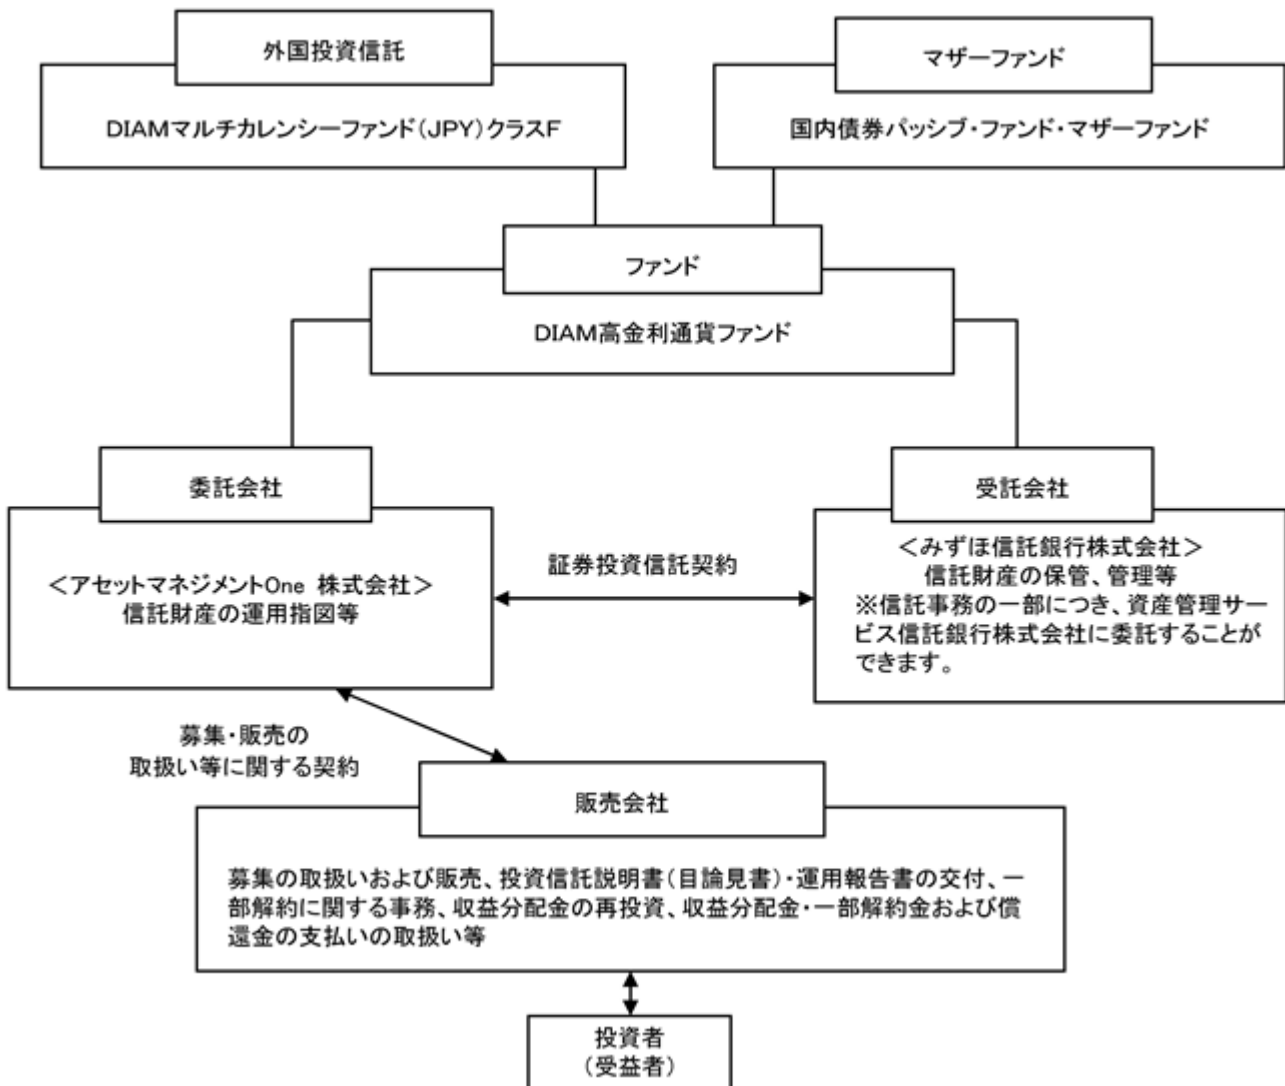 外国投資信託
DIAMマルチカレンシーファンド(JPY)クラスF
マザーファンド
国内債券パッシブ・ファンド・マザーファンド
ファンド
DIAM高金利通貨ファンド
委託会社
<アセットマネジメントOne 株式会社>
信託財産の運用指図等
証券投資信託契約
受託会社
<みずほ信託銀行株式会社>
信託財産の保管、管理等
※信託事務の一部につき、資産管理サー
ビス信託銀行株式会社に委託することが
できます。
募集・販売の
取扱い等に関する契約
販売会社
募集の取扱いおよび販売、投資信託説明書(目論見書)・運用報告書の交付、一
部解約に関する事務、収益分配金の再投資、収益分配金・一部解約金および償
還金の支払いの取扱い等
投資者
(受益者)